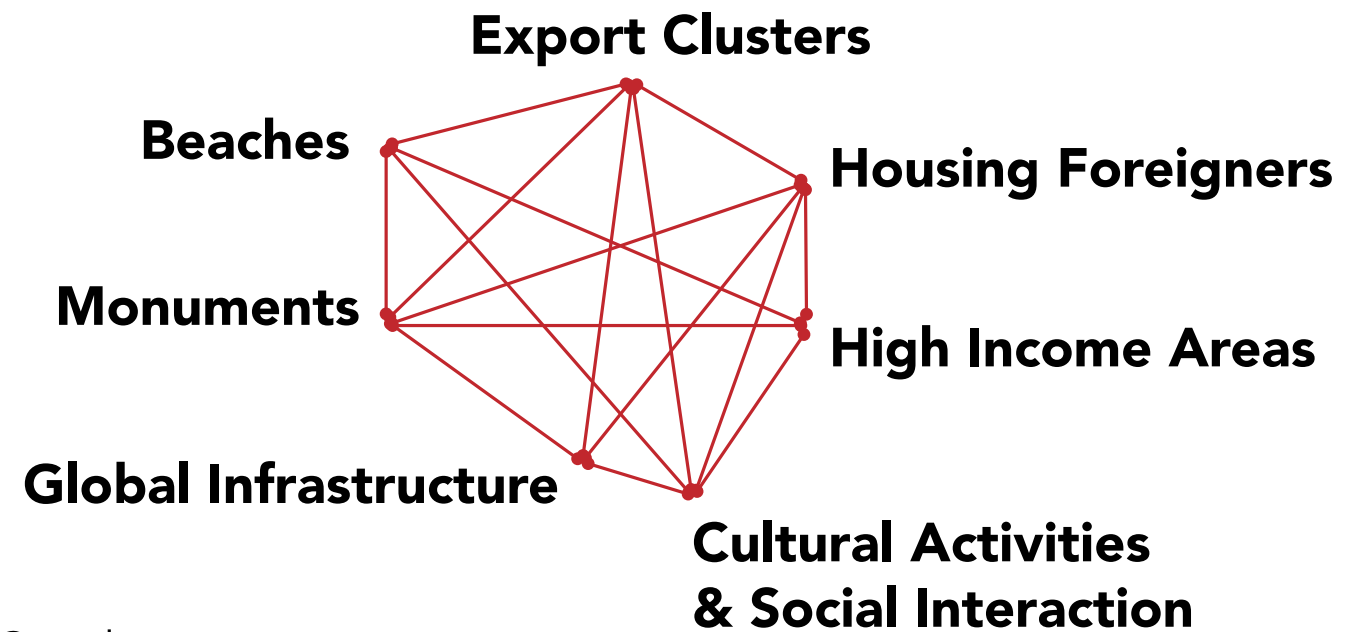 Export Clusters
Beaches
Housing Foreigners
Monuments
High Income Areas
Global Infrastructure
Cultural Activities
& Social Interaction